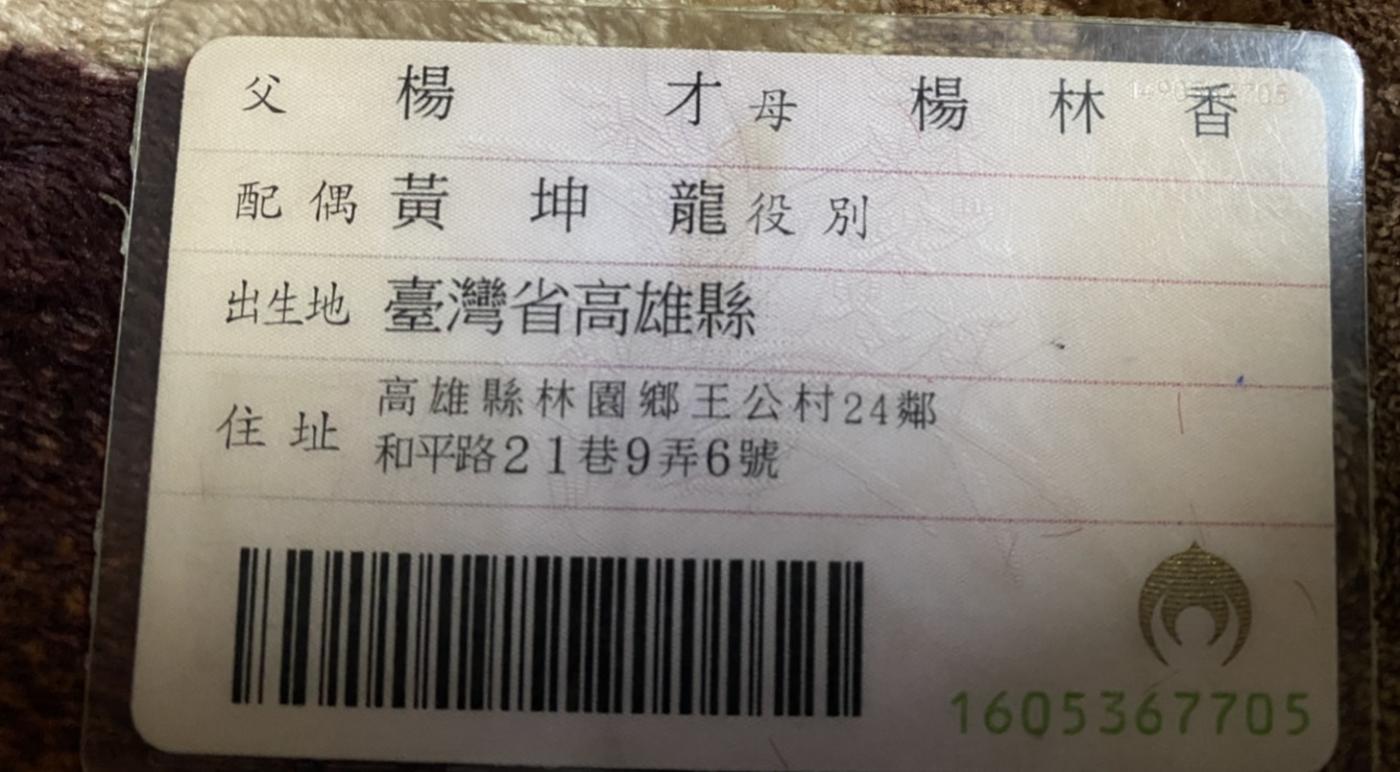 父 楊 才 母 楊 林 香
配偶 黃 坤 龍 役別
出生地 臺灣省高雄縣
住址 高雄縣林園鄉王公村24鄰
和平路21巷9弄6號
1605367705